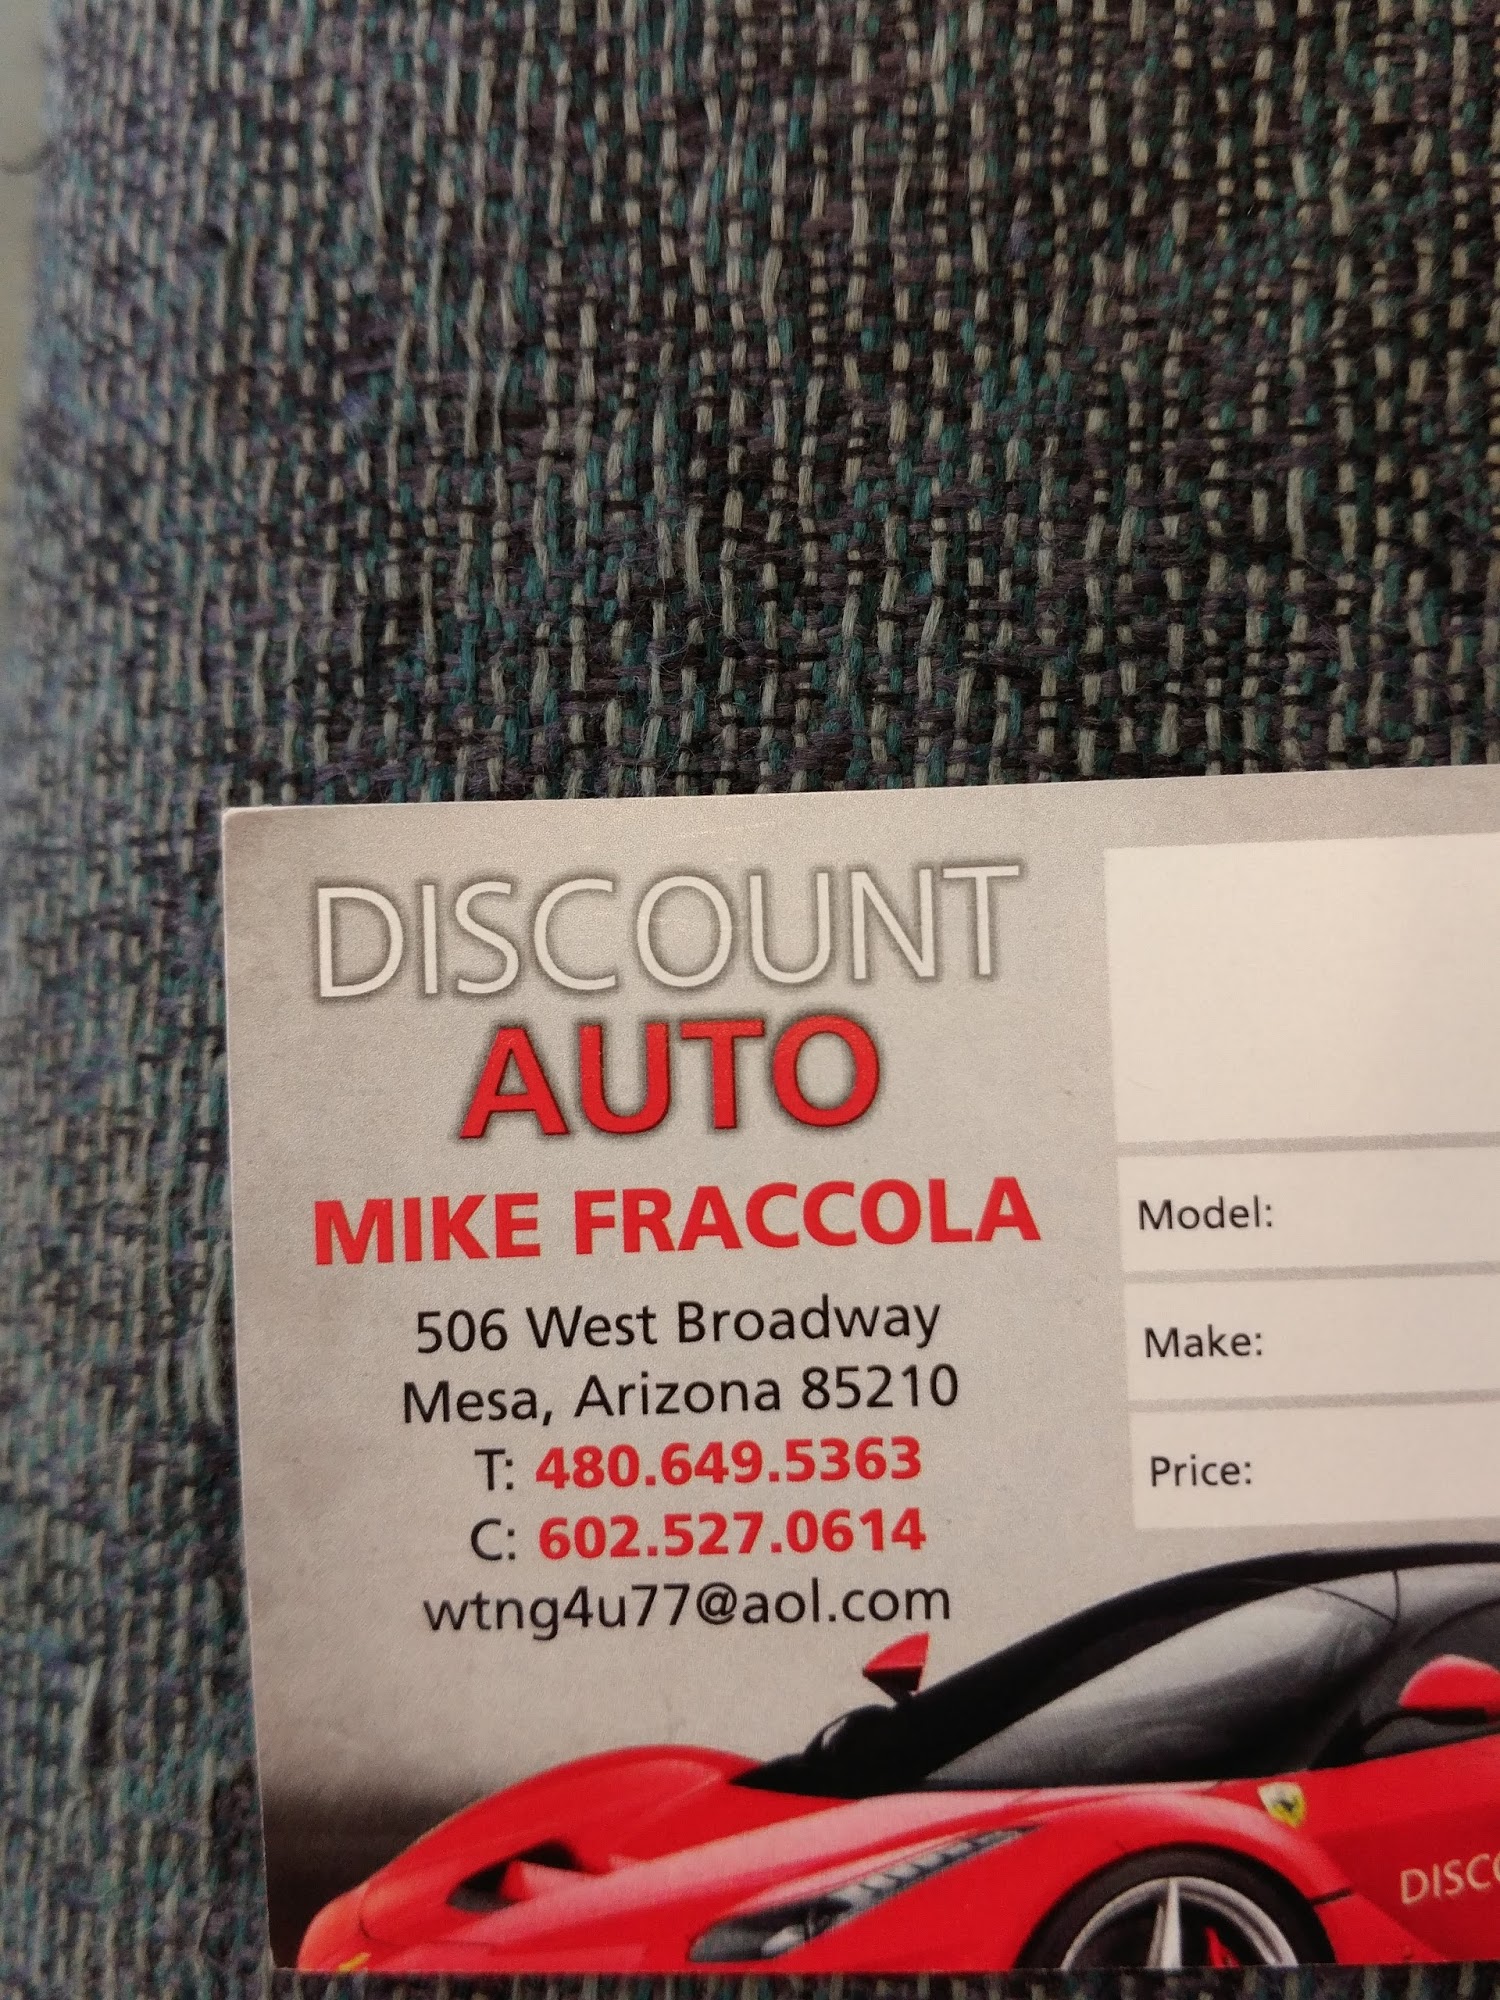 DISCOUNT
AUTO
MIKE FRACCOLA
506 West Broadway
Mesa, Arizona 85210
T: 480.649.5363
C: 602.527.0614
wtng4u77@aol.com
Model:
Make:
Price: